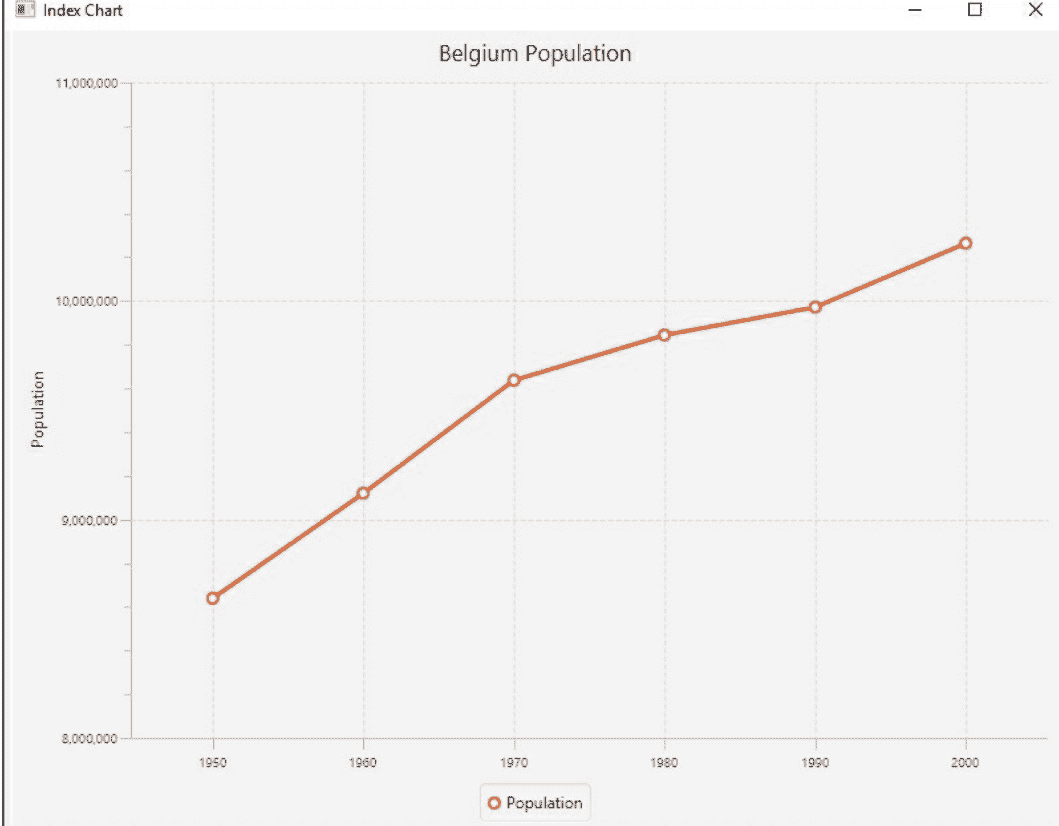 Index Chart
Belgium Population
11,000,000
10,000,000
Population
9,000,000
8,000,000
1950 1960 1970 1980 1990 2000
Population